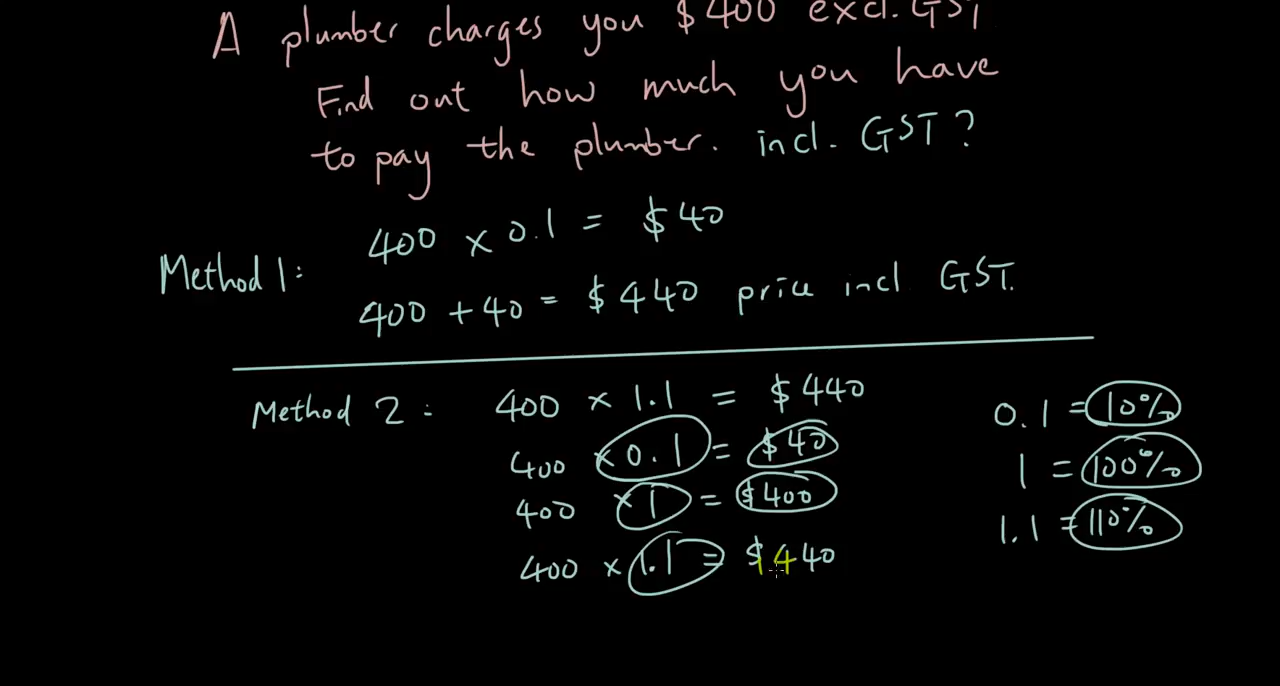 A plumber charges you $400 excl. GST
Find out how much you have
to pay the plumber. incl. GST?
400 × 0.1 = $40
Method 1:
400 + 40 = $440 price incl GST.
Method 2: 400 × 1.1 = $440
400 × 0.1 = $40
400 × 1 = $400
400 × 1.1 = $440
0.1 = 10%
1 = 100%
1.1 = 110%